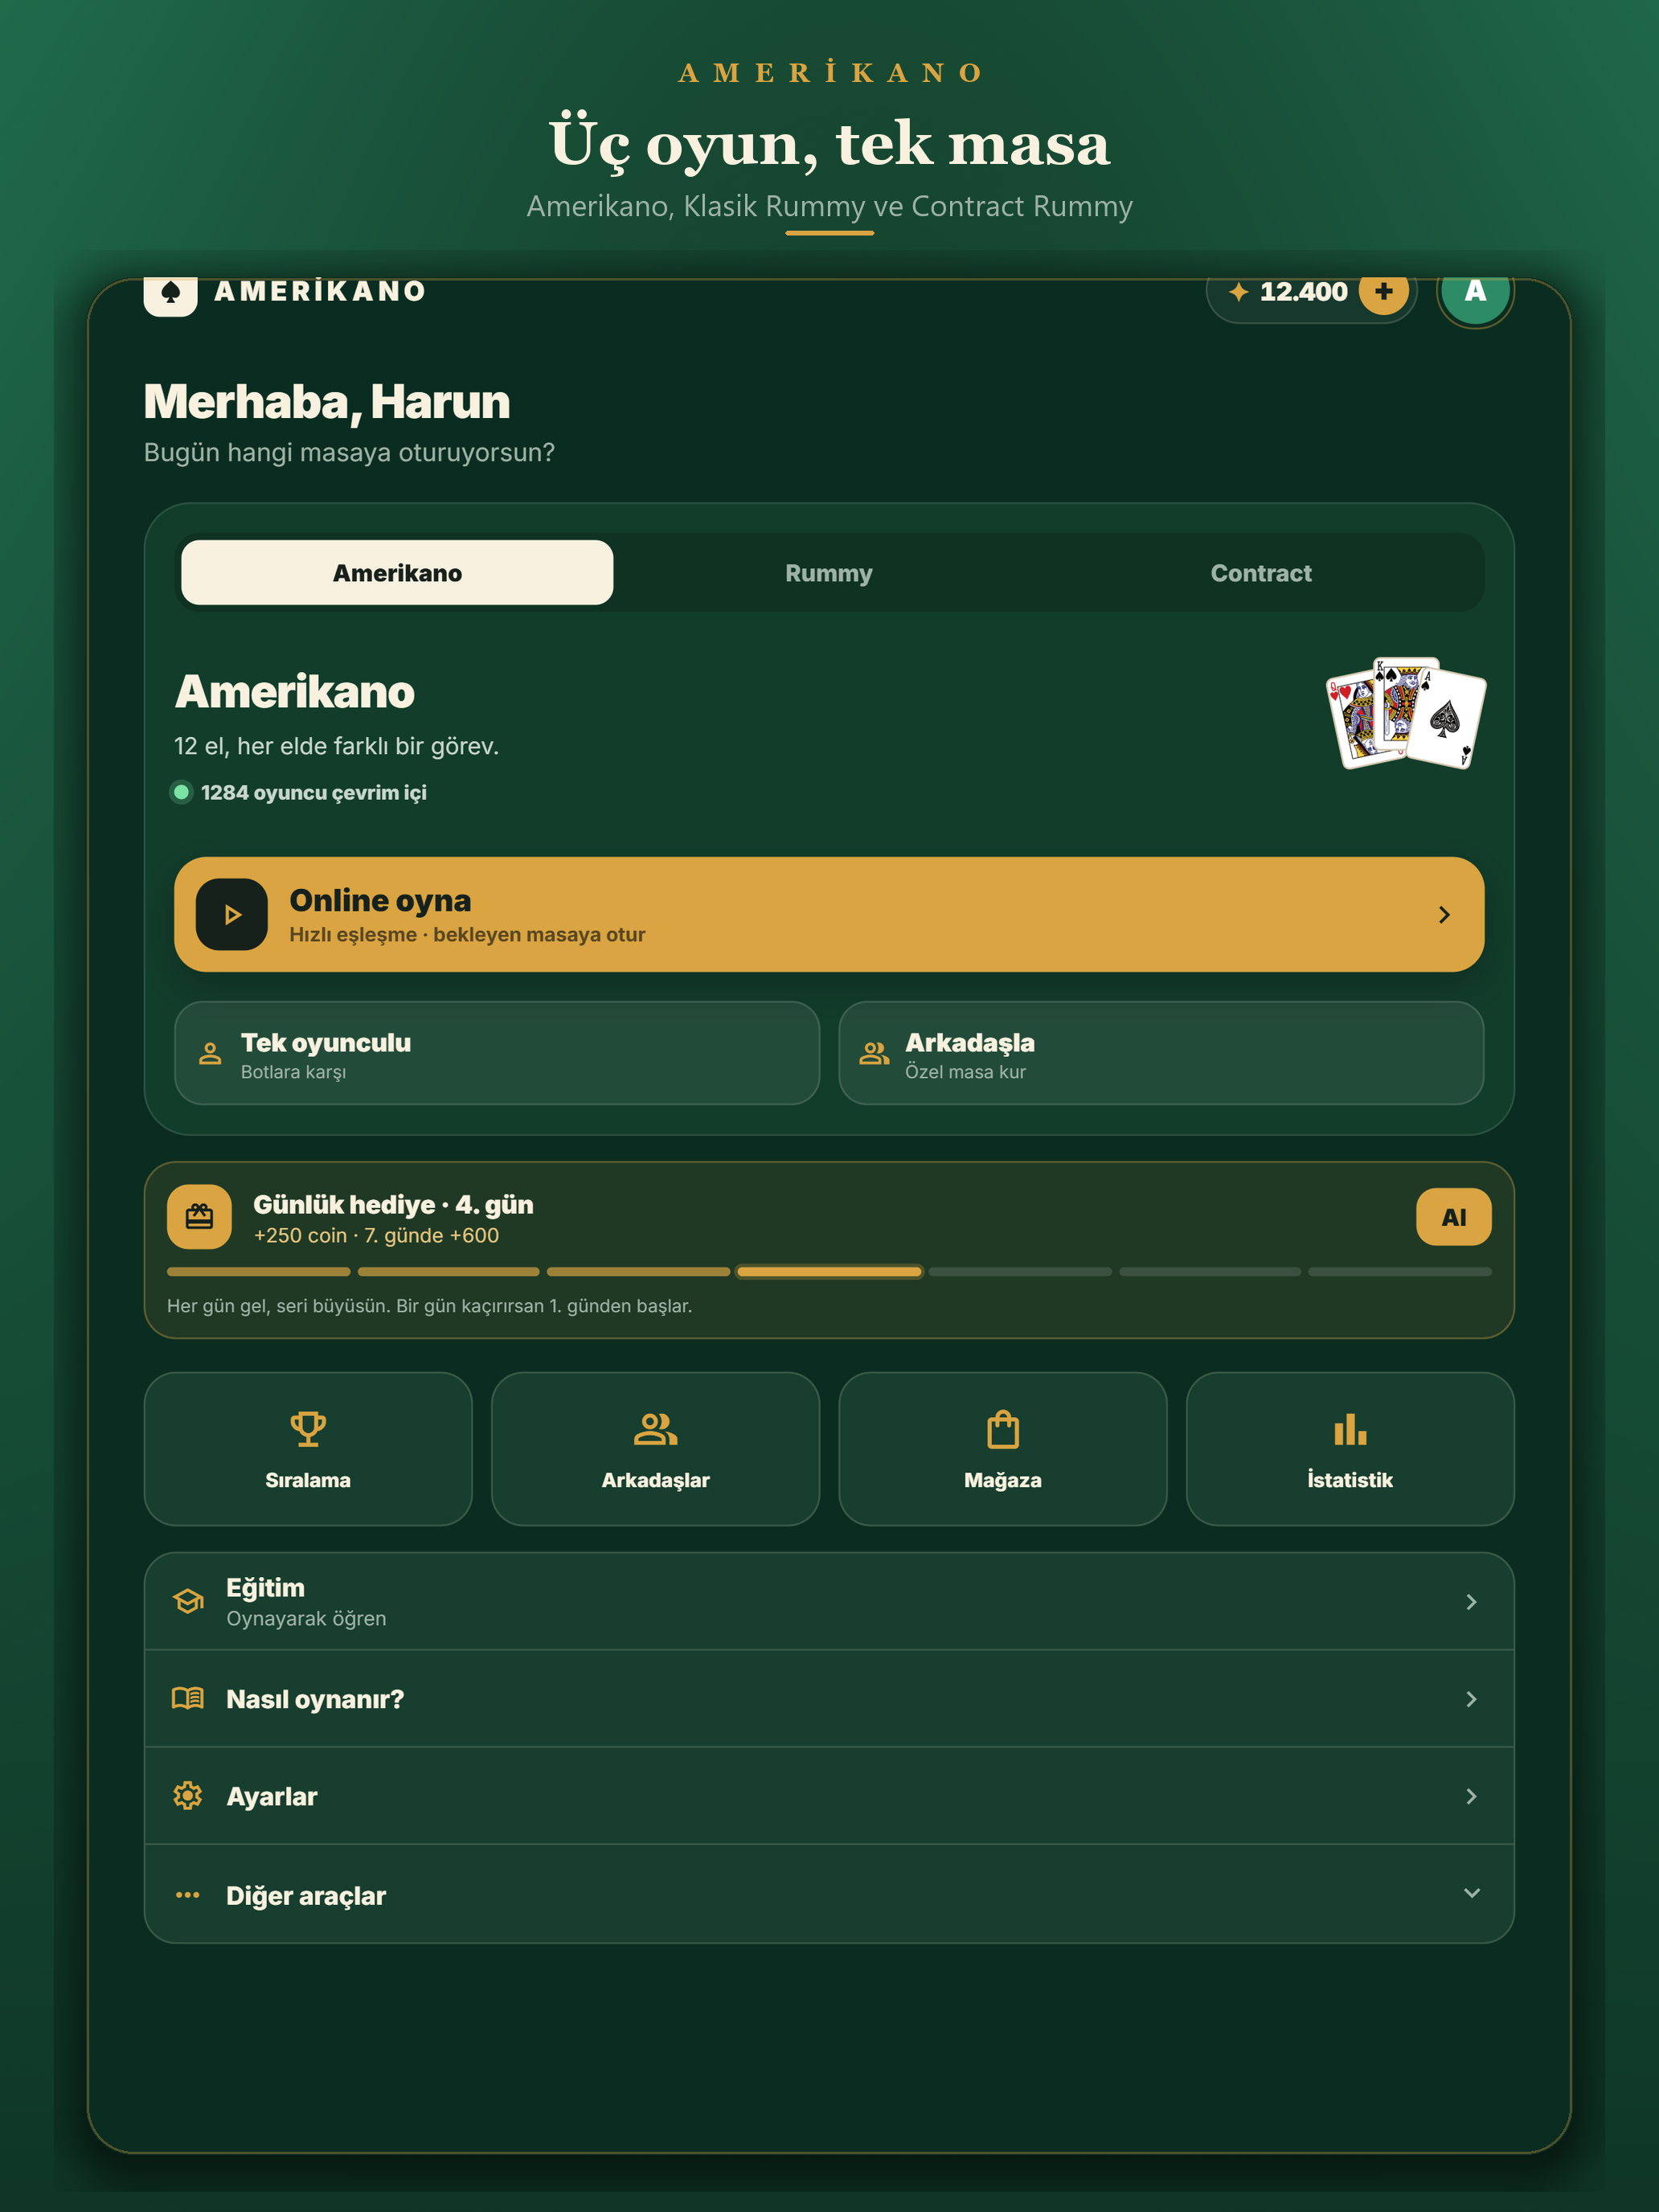 AMERİKANO
Üç oyun, tek masa
Amerikano, Klasik Rummy ve Contract Rummy
AMERİKANO
12.400
A
Merhaba, Harun
Bugün hangi masaya oturuyorsun?
Amerikano Rummy Contract
Amerikano
12 el, her elde farklı bir görev.
1284 oyuncu çevrim içi
Q K A
A
Online oyna
Hızlı eşleşme · bekleyen masaya otur
Tek oyunculu
Botlara karşı
Arkadaşla
Özel masa kur
Günlük hediye · 4. gün
+250 coin · 7. günde +600
Al
Her gün gel, seri büyüsün. Bir gün kaçırırsan 1. günden başlar.
Sıralama Arkadaşlar Mağaza İstatistik
Eğitim
Oynayarak öğren
Nasıl oynanır?
Ayarlar
Diğer araçlar